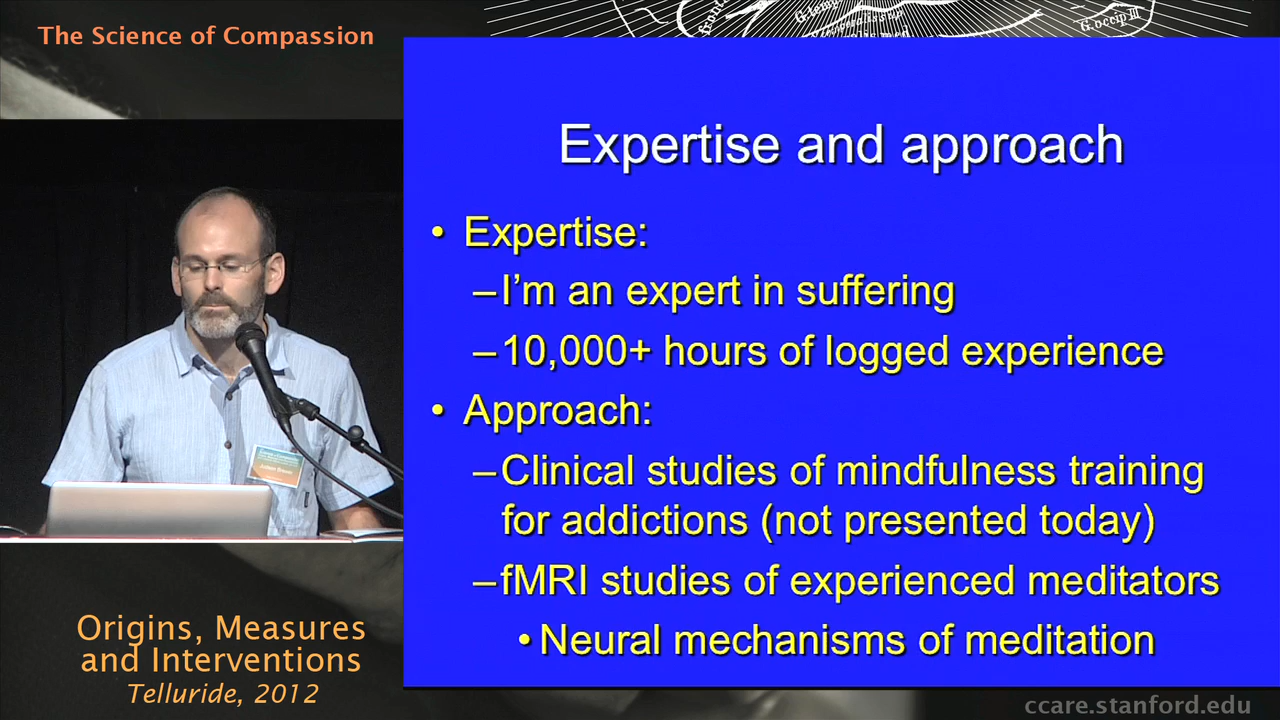 The Science of Compassion
G.occip III
Expertise and approach
• Expertise:
–I'm an expert in suffering
–10,000+ hours of logged experience
• Approach:
–Clinical studies of mindfulness training
for addictions (not presented today)
–fMRI studies of experienced meditators
• Neural mechanisms of meditation
Origins, Measures
and Interventions
Telluride, 2012
ccare.stanford.edu